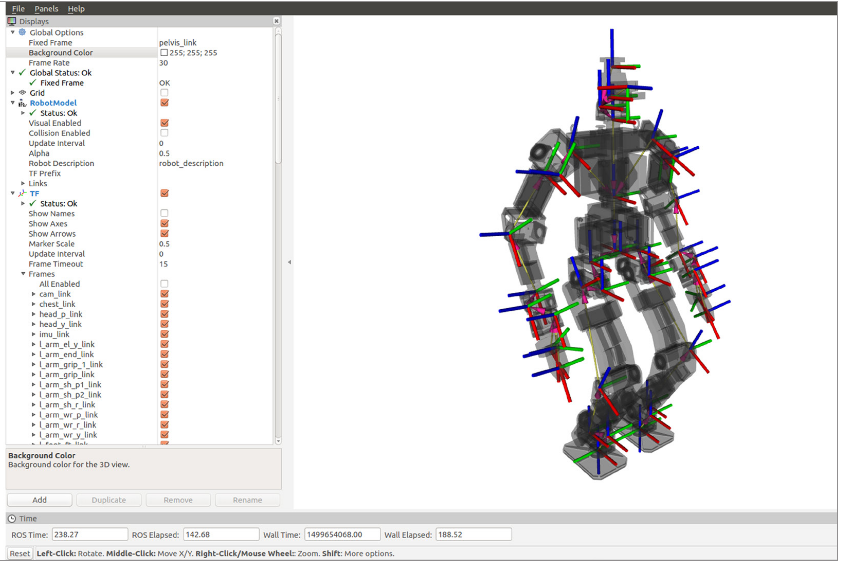 File Panels Help
Displays
Global Options
Fixed Frame pelvis_link
Background Color 255; 255; 255
Frame Rate 30
Global Status: Ok
Fixed Frame OK
Grid
RobotModel
Status: Ok
Visual Enabled
Collision Enabled
Update Interval 0
Alpha 0.5
Robot Description robot_description
TF Prefix
Links
TF
Status: Ok
Show Names
Show Axes
Show Arrows
Marker Scale 0.5
Update Interval 0
Frame Timeout 15
Frames
All Enabled
cam_link
chest_link
head_p_link
head_y_link
imu_link
l_arm_el_y_link
l_arm_end_link
l_arm_grip_1_link
l_arm_grip_link
l_arm_sh_p1_link
l_arm_sh_p2_link
l_arm_sh_r_link
l_arm_wr_p_link
l_arm_wr_r_link
l_arm_wr_y_link
Background Color
Background color for the 3D view.
Add Duplicate Remove Rename
Time
ROS Time: 238.27 ROS Elapsed: 142.68 Wall Time: 1499654068.00 Wall Elapsed: 188.52
Reset Left-Click: Rotate. Middle-Click: Move X/Y. Right-Click/Mouse Wheel:: Zoom. Shift: More options.